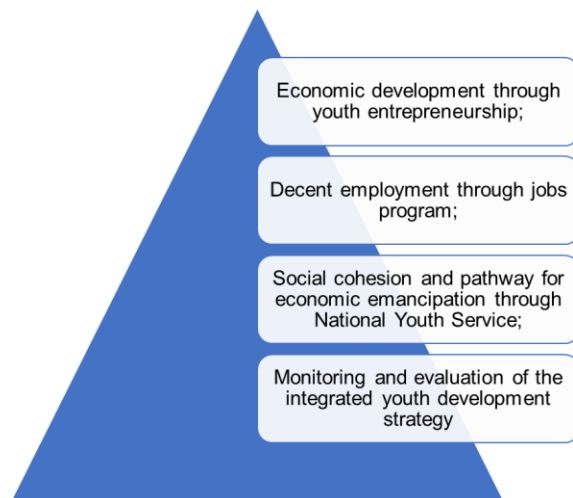 Economic development through
youth entrepreneurship;
Decent employment through jobs
program;
Social cohesion and pathway for
economic emancipation through
National Youth Service;
Monitoring and evaluation of the
integrated youth development
strategy